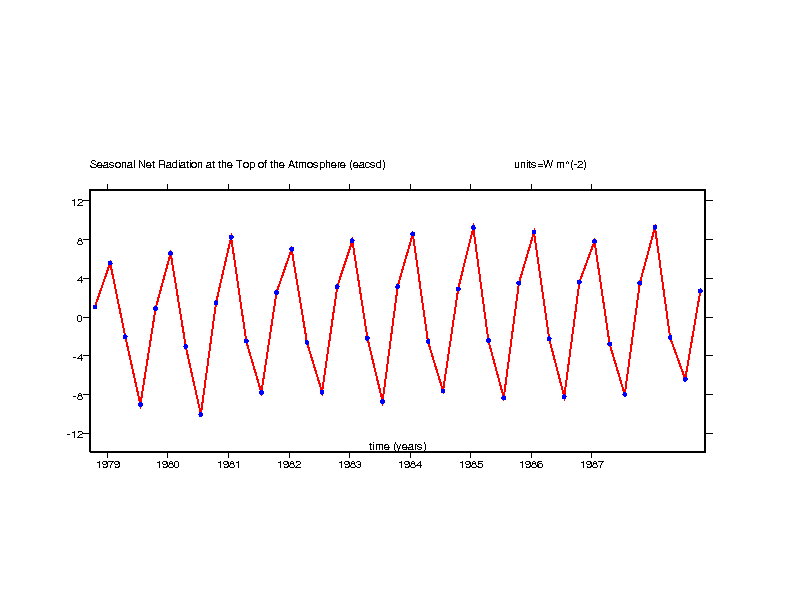 Seasonal Net Radiation at the Top of the Atmosphere (eacsd) units=W m^(-2)
12
8
4
0
-4
-8
-12
time (years)
1979 1980 1981 1982 1983 1984 1985 1986 1987